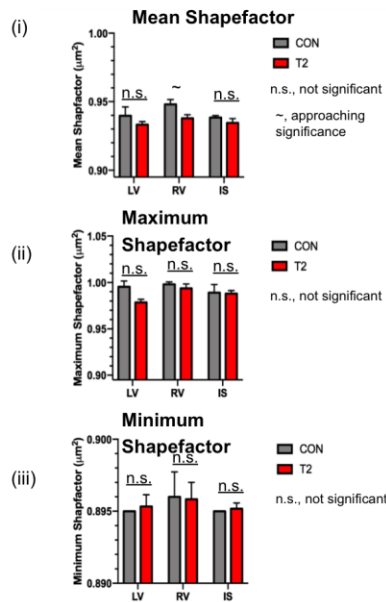 (i)
Mean Shapefactor
Mean Shapfactor (µm²)
1.00
0.95
0.90
n.s.
~
n.s.
LV
RV
IS
CON
T2
n.s., not significant
~, approaching
significance
(ii)
Maximum
Shapefactor
Maximum Shapefactor (µm²)
1.05
1.00
0.95
0.90
n.s.
n.s.
n.s.
LV
RV
IS
CON
T2
n.s., not significant
(iii)
Minimum
Shapefactor
Minimum Shapfactor (µm²)
0.900
0.895
0.890
n.s.
n.s.
n.s.
LV
RV
IS
CON
T2
n.s., not significant